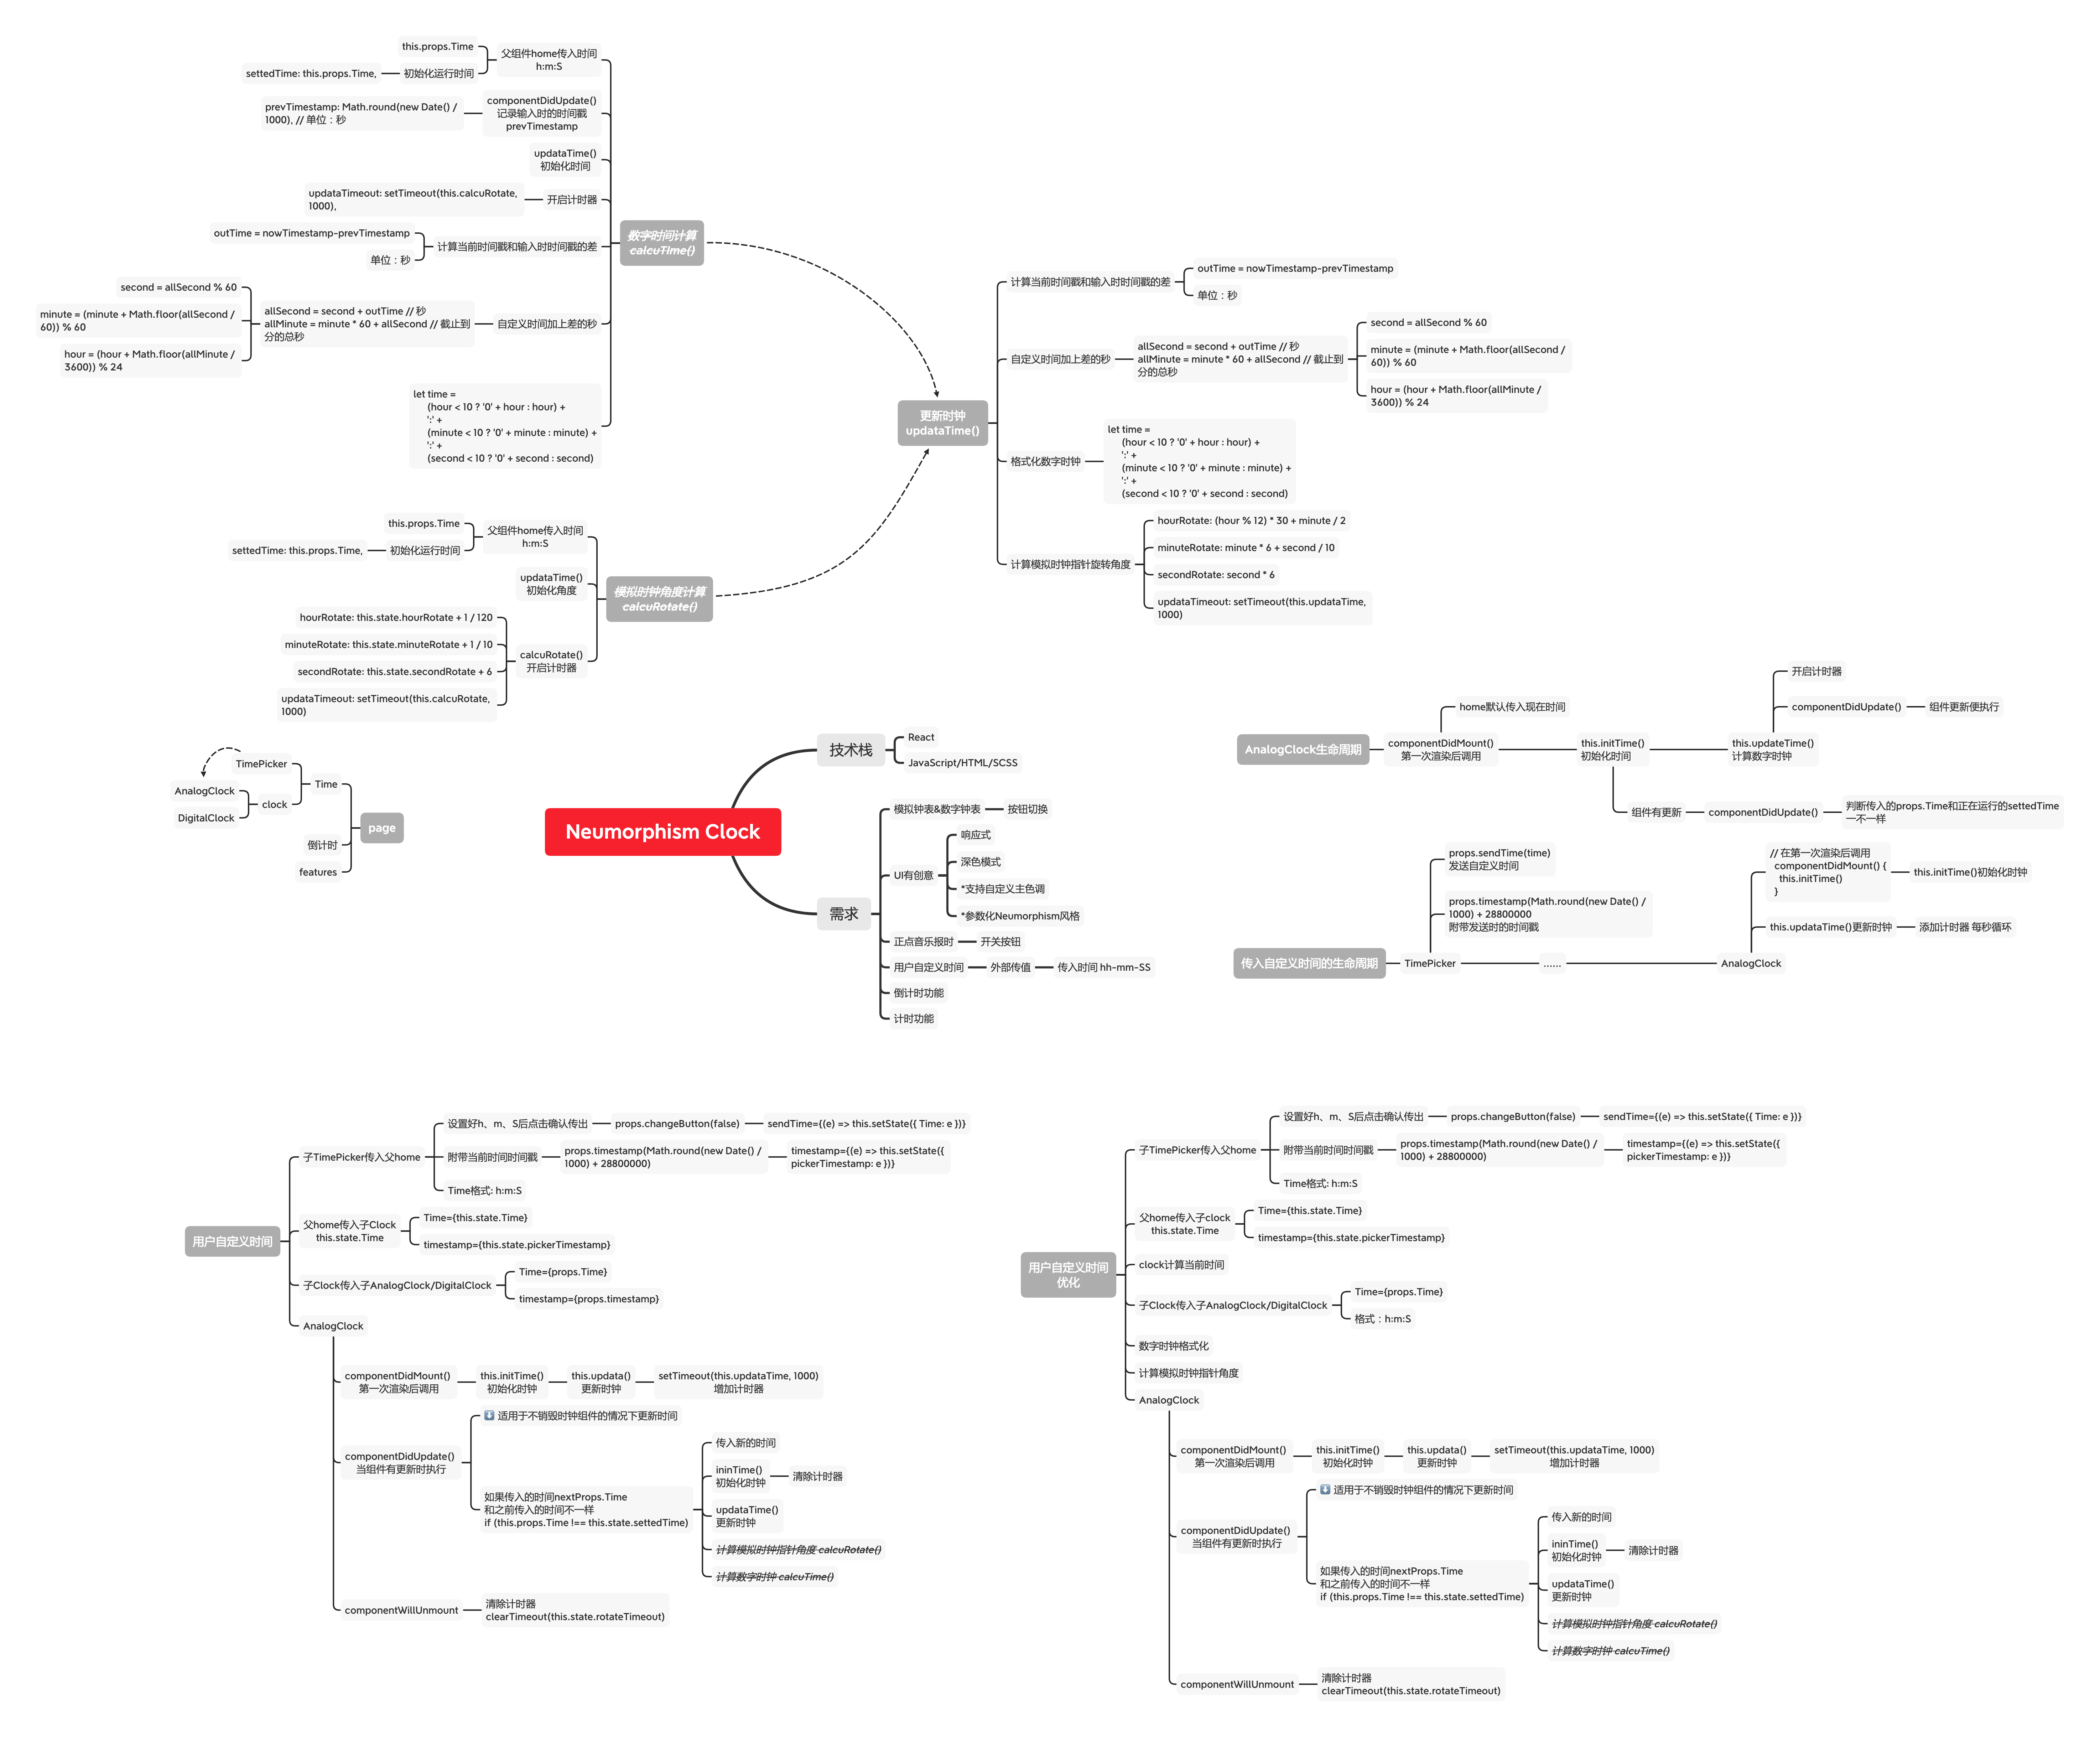 this.props.Time
父组件home传入时间
h:m:S
settedTime: this.props.Time,
初始化运行时间
componentDidUpdate()
记录输入时的时间戳
prevTimestamp
prevTimestamp: Math.round(new Date() /
1000), // 单位：秒
updataTime()
初始化时间
updataTimeout: setTimeout(this.calcuRotate,
1000),
开启计时器
outTime = nowTimestamp-prevTimestamp
单位：秒
计算当前时间戳和输入时时间戳的差
数字时间计算
calcuTime()
second = allSecond % 60
minute = (minute + Math.floor(allSecond /
60)) % 60
hour = (hour + Math.floor(allMinute /
3600)) % 24
allSecond = second + outTime // 秒
allMinute = minute * 60 + allSecond // 截止到
分的总秒
自定义时间加上差的秒
let time =
(hour < 10 ? '0' + hour : hour) +
':' +
(minute < 10 ? '0' + minute : minute) +
':' +
(second < 10 ? '0' + second : second)
更新时钟
updataTime()
计算当前时间戳和输入时时间戳的差
outTime = nowTimestamp-prevTimestamp
单位：秒
自定义时间加上差的秒
allSecond = second + outTime // 秒
allMinute = minute * 60 + allSecond // 截止到
分的总秒
second = allSecond % 60
minute = (minute + Math.floor(allSecond /
60)) % 60
hour = (hour + Math.floor(allMinute /
3600)) % 24
格式化数字时钟
let time =
(hour < 10 ? '0' + hour : hour) +
':' +
(minute < 10 ? '0' + minute : minute) +
':' +
(second < 10 ? '0' + second : second)
计算模拟时钟指针旋转角度
hourRotate: (hour % 12) * 30 + minute / 2
minuteRotate: minute * 6 + second / 10
secondRotate: second * 6
updataTimeout: setTimeout(this.updataTime,
1000)
this.props.Time
父组件home传入时间
h:m:S
settedTime: this.props.Time,
初始化运行时间
updataTime()
初始化角度
模拟时钟角度计算
calcuRotate()
hourRotate: this.state.hourRotate + 1 / 120
minuteRotate: this.state.minuteRotate + 1 / 10
secondRotate: this.state.secondRotate + 6
updataTimeout: setTimeout(this.calcuRotate,
1000)
calcuRotate()
开启计时器
TimePicker
AnalogClock
DigitalClock
clock
Time
倒计时
features
page
Neumorphism Clock
技术栈
React
JavaScript/HTML/SCSS
需求
模拟钟表&数字钟表
按钮切换
UI有创意
响应式
深色模式
*支持自定义主色调
*参数化Neumorphism风格
正点音乐报时
开关按钮
用户自定义时间
外部传值
传入时间 hh-mm-SS
倒计时功能
计时功能
AnalogClock生命周期
home默认传入现在时间
componentDidMount()
第一次渲染后调用
this.initTime()
初始化时间
开启计时器
componentDidUpdate()
组件更新便执行
this.updateTime()
计算数字时钟
组件有更新
componentDidUpdate()
判断传入的props.Time和正在运行的settedTime
一不一样
传入自定义时间的生命周期
props.sendTime(time)
发送自定义时间
props.timestamp(Math.round(new Date() /
1000) + 28800000
附带发送时的时间戳
TimePicker
......
// 在第一次渲染后调用
componentDidMount() {
this.initTime()
}
this.initTime()初始化时钟
this.updataTime()更新时钟
添加计时器 每秒循环
AnalogClock
用户自定义时间
子TimePicker传入父home
设置好h、m、S后点击确认传出
props.changeButton(false)
sendTime={(e) => this.setState({ Time: e })}
附带当前时间时间戳
props.timestamp(Math.round(new Date() /
1000) + 28800000)
timestamp={(e) => this.setState({
pickerTimestamp: e })}
Time格式: h:m:S
父home传入子Clock
this.state.Time
Time={this.state.Time}
timestamp={this.state.pickerTimestamp}
子Clock传入子AnalogClock/DigitalClock
Time={props.Time}
timestamp={props.timestamp}
AnalogClock
componentDidMount()
第一次渲染后调用
this.initTime()
初始化时钟
this.updata()
更新时钟
setTimeout(this.updataTime, 1000)
增加计时器
componentDidUpdate()
当组件有更新时执行
⬇️ 适用于不销毁时钟组件的情况下更新时间
如果传入的时间nextProps.Time
和之前传入的时间不一样
if (this.props.Time !== this.state.settedTime)
传入新的时间
ininTime()
初始化时钟
清除计时器
updataTime()
更新时钟
计算模拟时钟指针角度 calcuRotate()
计算数字时钟 calcuTime()
componentWillUnmount
清除计时器
clearTimeout(this.state.rotateTimeout)
用户自定义时间
优化
子TimePicker传入父home
设置好h、m、S后点击确认传出
props.changeButton(false)
sendTime={(e) => this.setState({ Time: e })}
附带当前时间时间戳
props.timestamp(Math.round(new Date() /
1000) + 28800000)
timestamp={(e) => this.setState({
pickerTimestamp: e })}
Time格式: h:m:S
父home传入子clock
this.state.Time
Time={this.state.Time}
timestamp={this.state.pickerTimestamp}
clock计算当前时间
子Clock传入子AnalogClock/DigitalClock
Time={props.Time}
格式：h:m:S
数字时钟格式化
计算模拟时钟指针角度
AnalogClock
componentDidMount()
第一次渲染后调用
this.initTime()
初始化时钟
this.updata()
更新时钟
setTimeout(this.updataTime, 1000)
增加计时器
componentDidUpdate()
当组件有更新时执行
⬇️ 适用于不销毁时钟组件的情况下更新时间
如果传入的时间nextProps.Time
和之前传入的时间不一样
if (this.props.Time !== this.state.settedTime)
传入新的时间
ininTime()
初始化时钟
清除计时器
updataTime()
更新时钟
计算模拟时钟指针角度 calcuRotate()
计算数字时钟 calcuTime()
componentWillUnmount
清除计时器
clearTimeout(this.state.rotateTimeout)